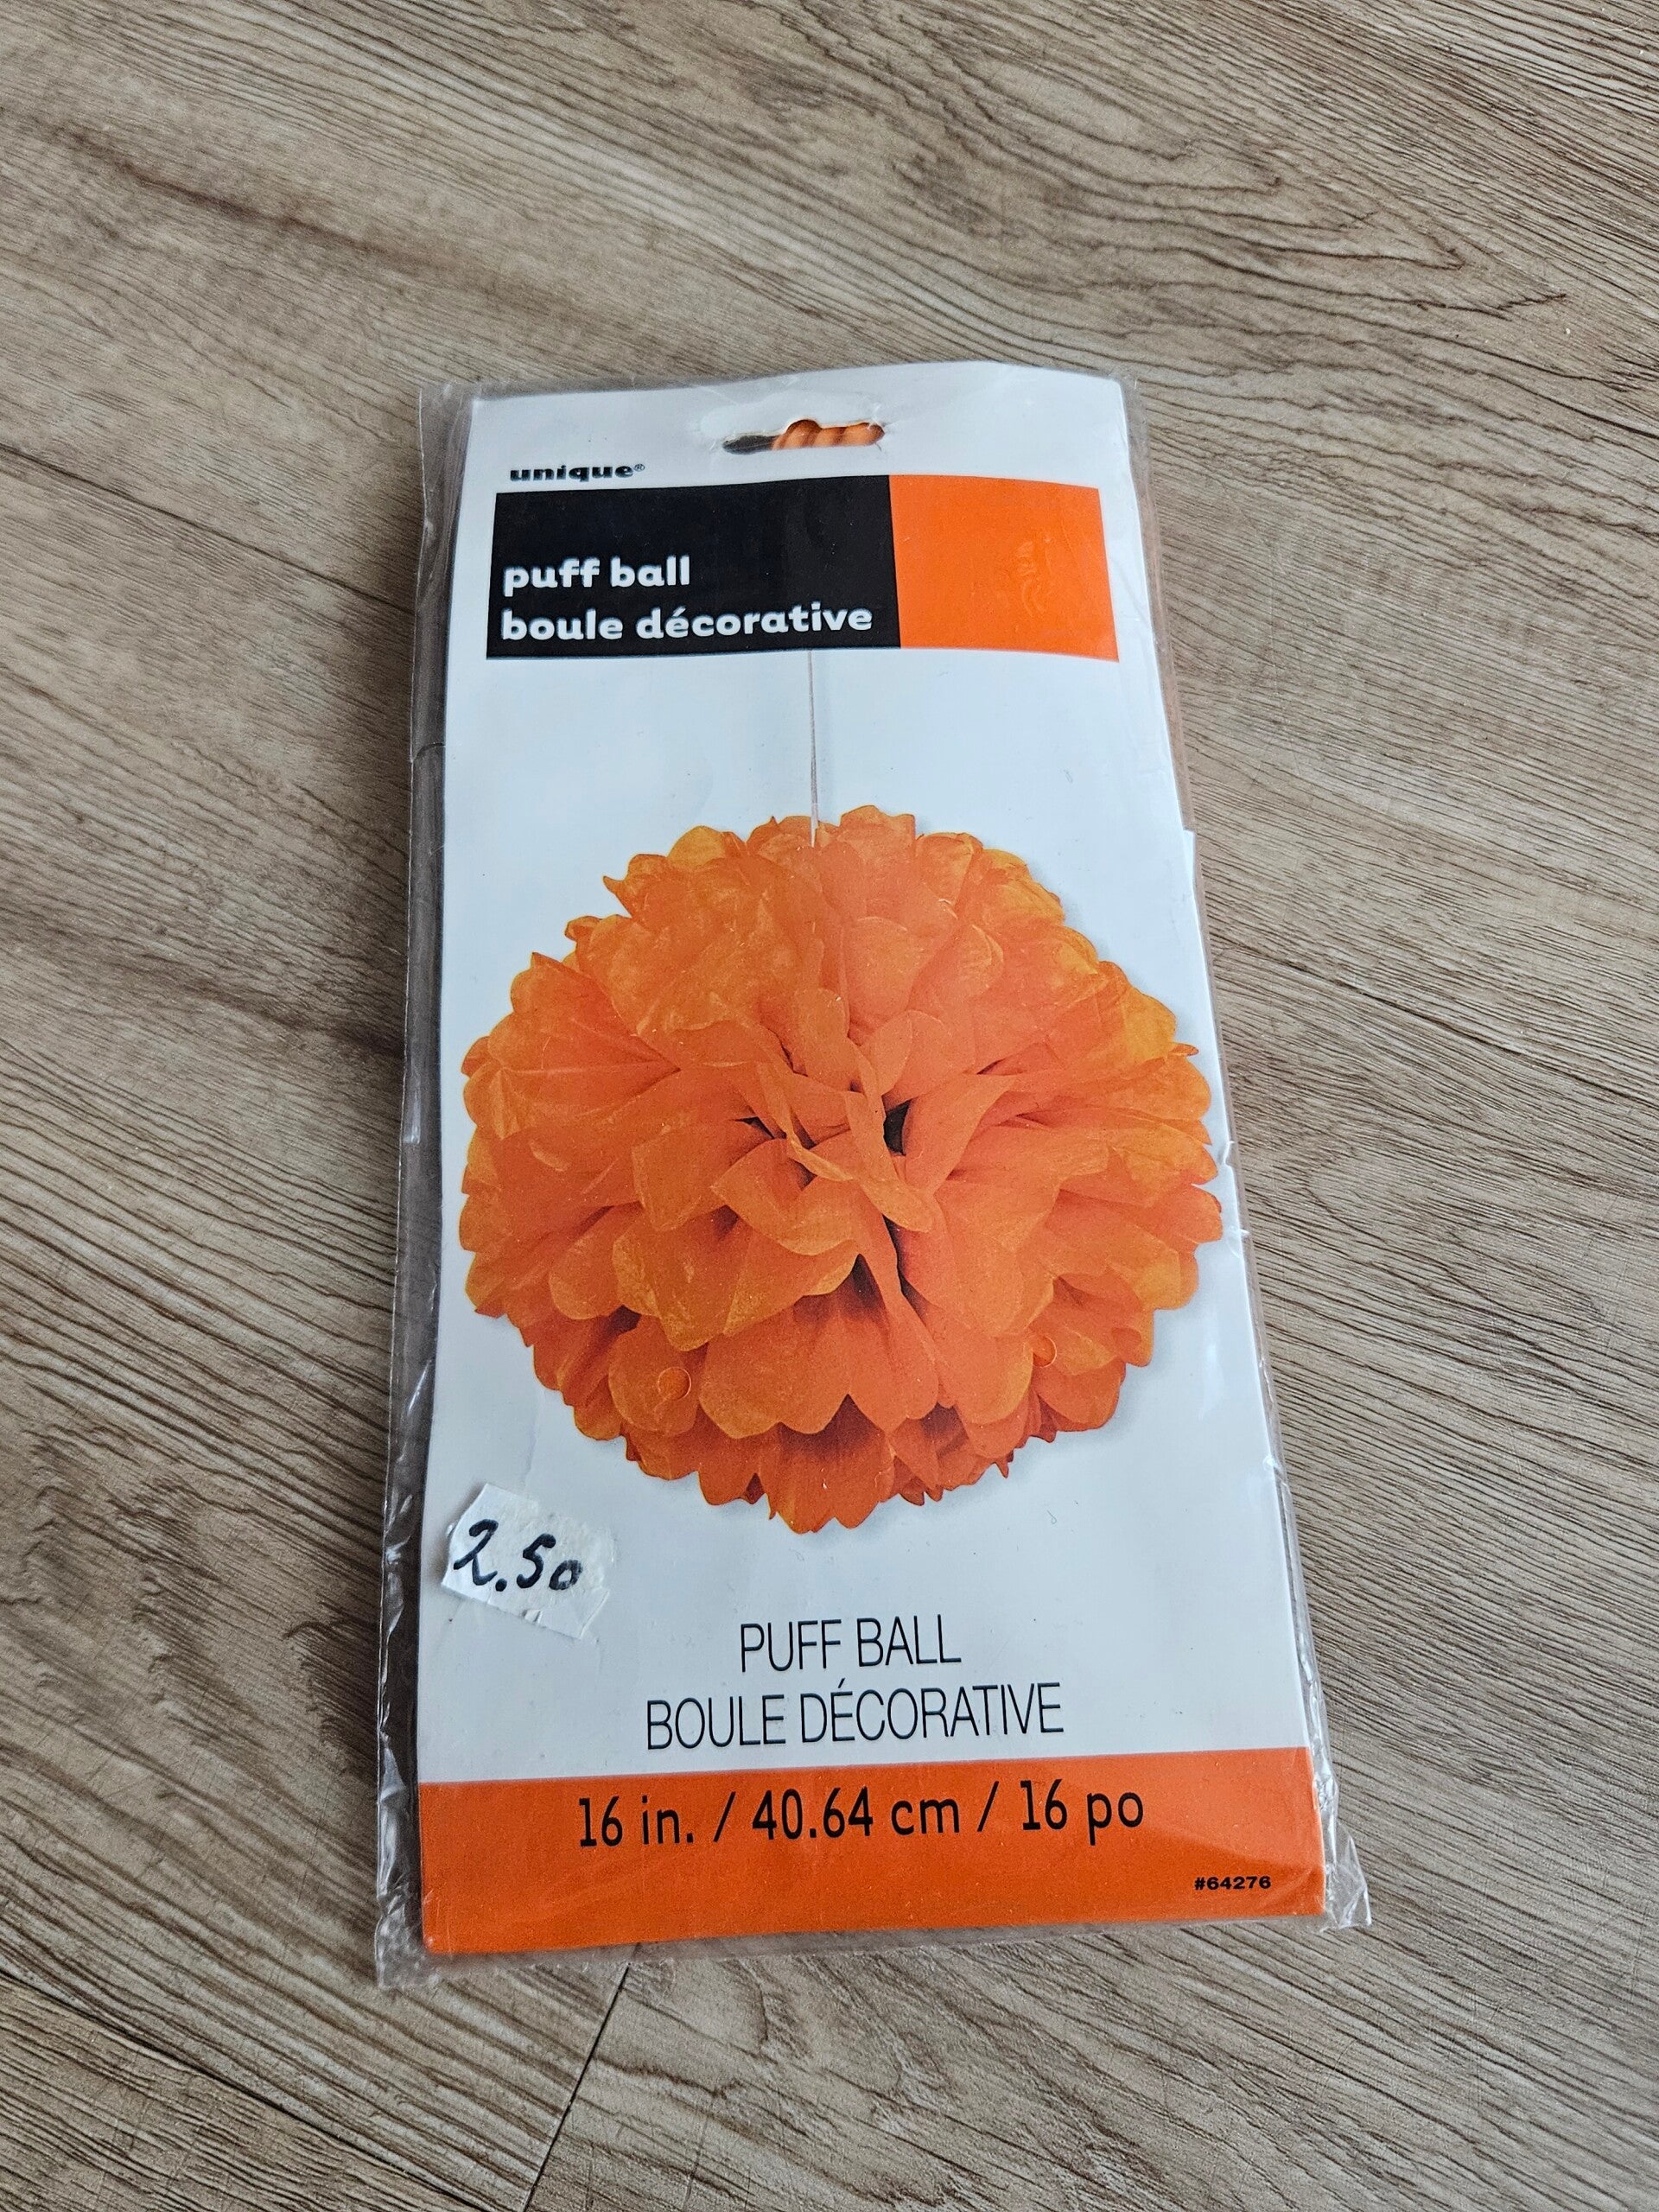 unique®
puff ball
boule décorative
2.50
PUFF BALL
BOULE DÉCORATIVE
16 in. / 40.64 cm / 16 po
#64276